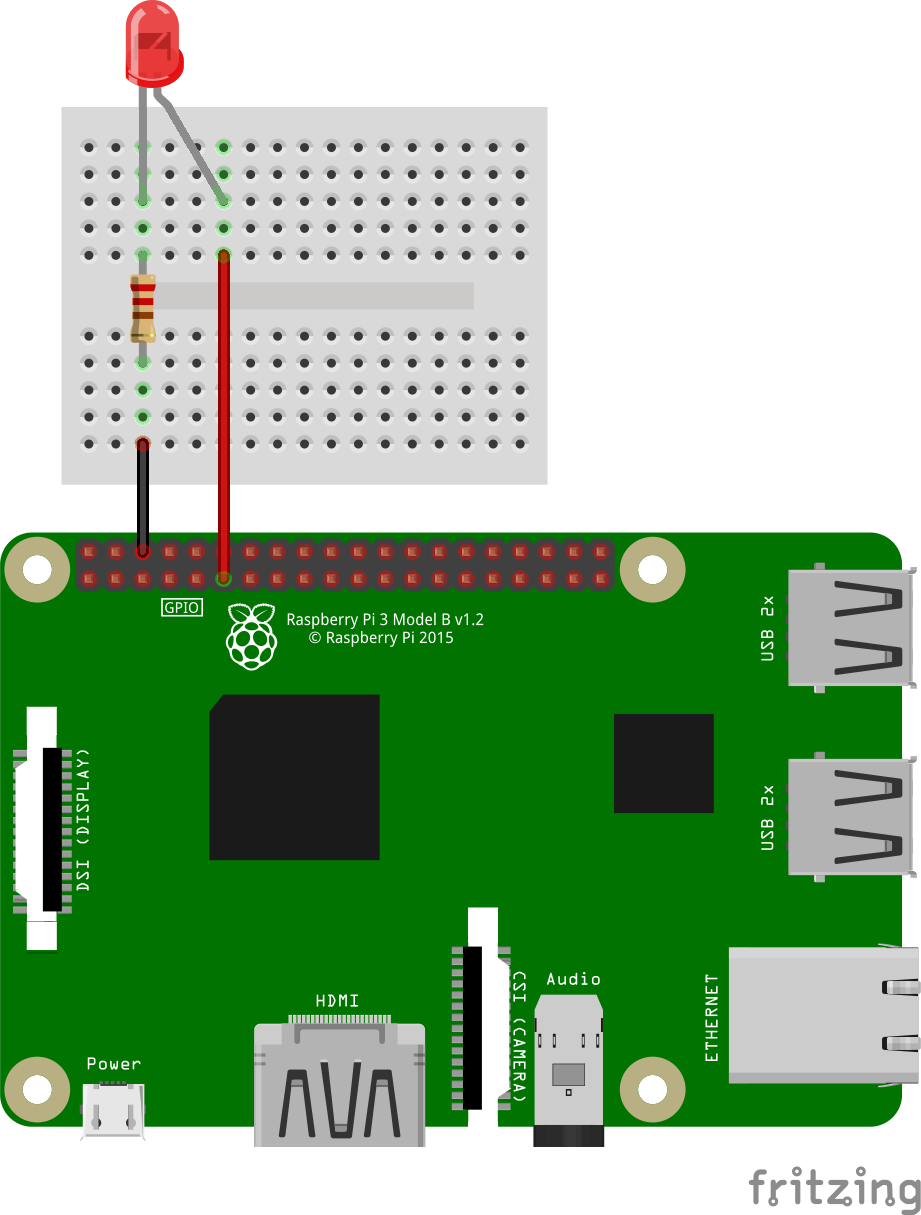 GPIO
Raspberry Pi 3 Model B v1.2
© Raspberry Pi 2015
USB 2x
DSI (DISPLAY)
USB 2x
HDMI
CSI (CAMERA)
Audio
ETHERNET
Power
fritzing